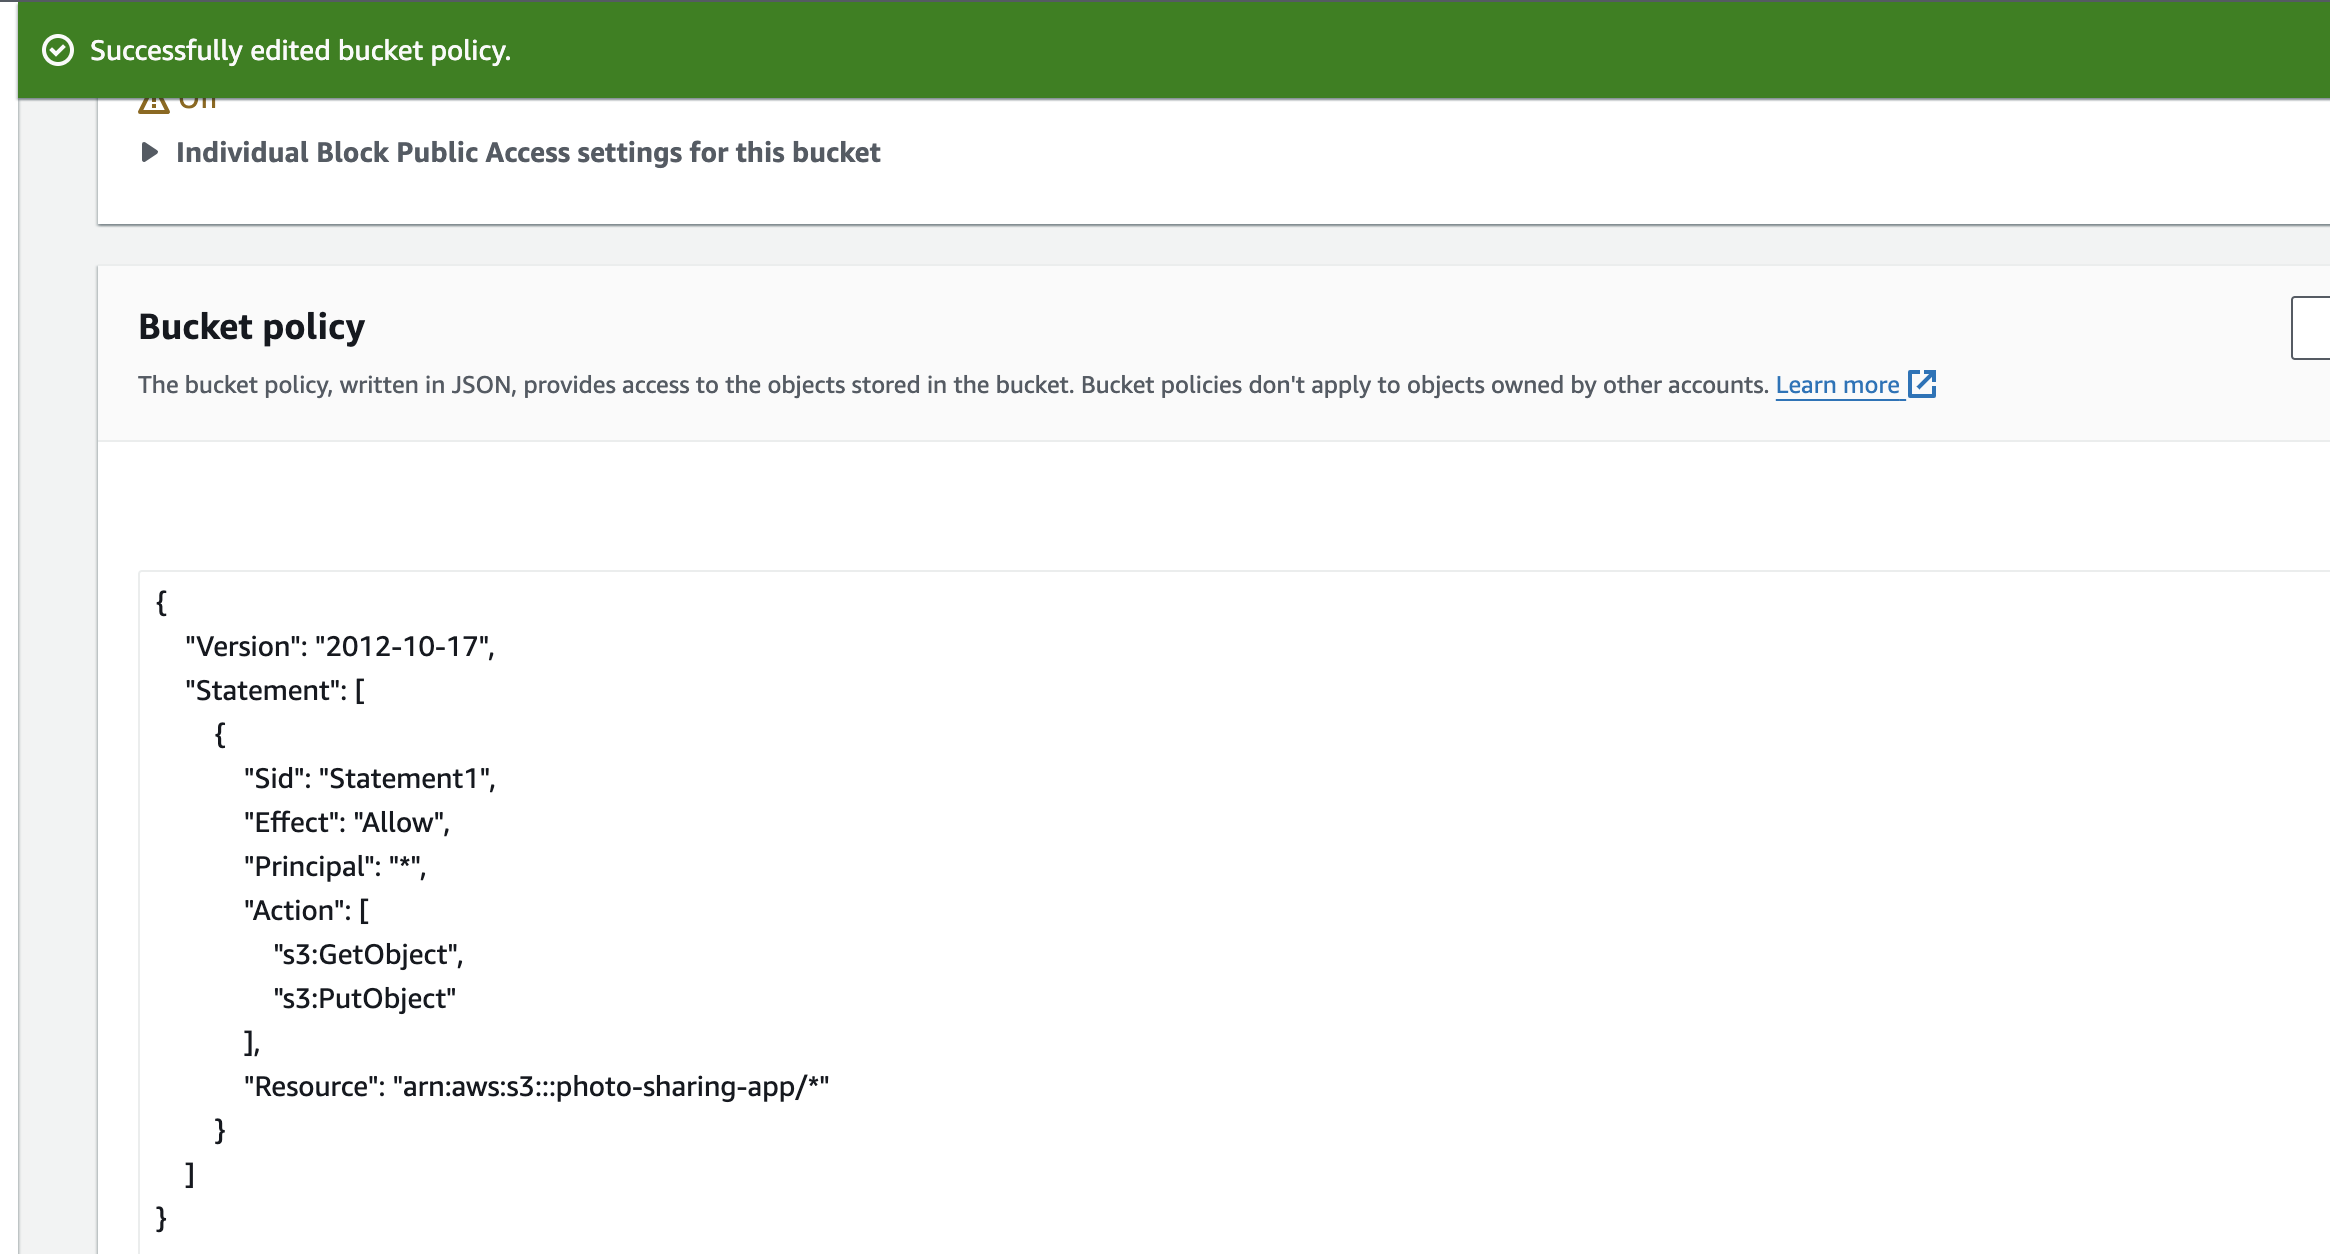 Successfully edited bucket policy.
Off
Individual Block Public Access settings for this bucket
Bucket policy
The bucket policy, written in JSON, provides access to the objects stored in the bucket. Bucket policies don't apply to objects owned by other accounts. Learn more
{
"Version": "2012-10-17",
"Statement": [
{
"Sid": "Statement1",
"Effect": "Allow",
"Principal": "*",
"Action": [
"s3:GetObject",
"s3:PutObject"
],
"Resource": "arn:aws:s3:::photo-sharing-app/*"
}
]
}